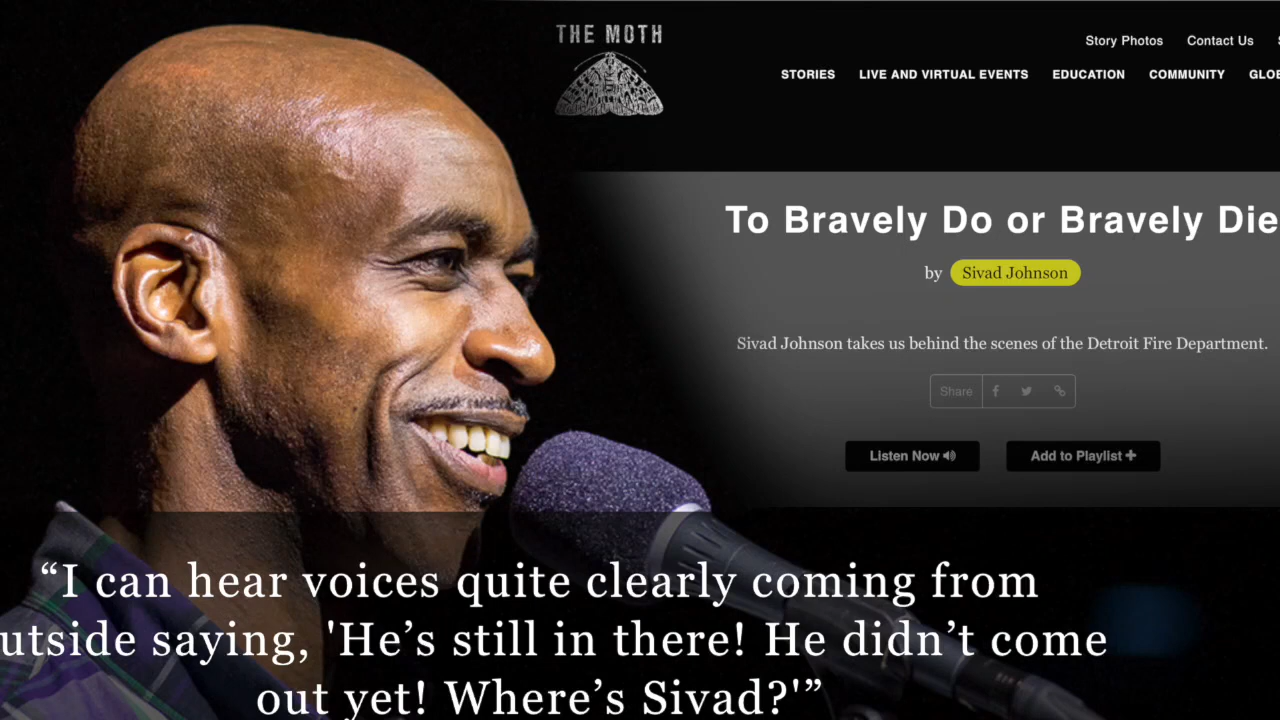 THE MOTH
Story Photos Contact Us
STORIES LIVE AND VIRTUAL EVENTS EDUCATION COMMUNITY
To Bravely Do or Bravely Die
by Sivad Johnson
Sivad Johnson takes us behind the scenes of the Detroit Fire Department.
Share
Listen Now Add to Playlist
“I can hear voices quite clearly coming from
utside saying, 'He’s still in there! He didn’t come
out yet! Where’s Sivad?'”